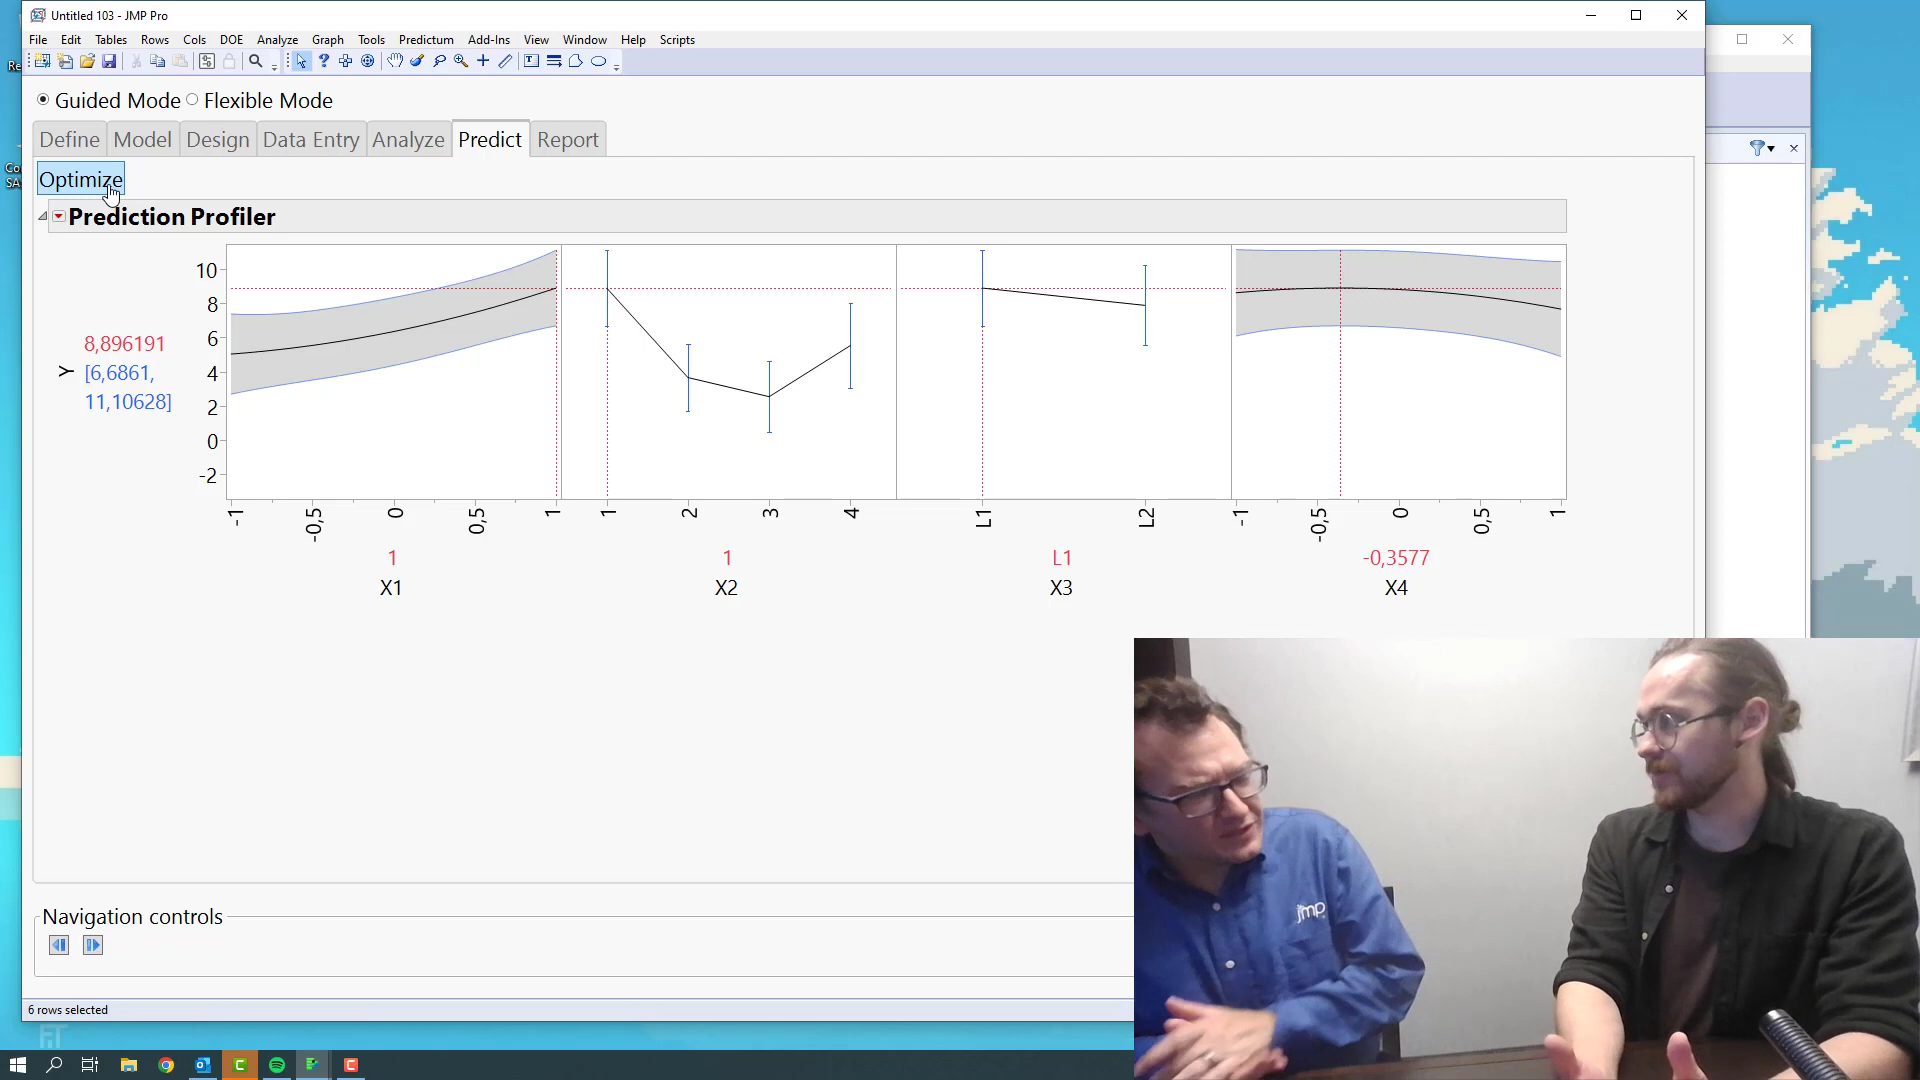 Untitled 103 - JMP Pro
File Edit Tables Rows Cols DOE Analyze Graph Tools Predictum Add-Ins View Window Help Scripts
Guided Mode Flexible Mode
Define Model Design Data Entry Analyze Predict Report
Optimize
Prediction Profiler
10
8
6
4
2
0
-2
Y
8,896191
[6,6861,
11,10628]
-1 -0,5 0 0,5 1
1 2 3 4
L1 L2
-1 -0,5 0 0,5 1
1 1 L1 -0,3577
X1 X2 X3 X4
jmp
Navigation controls
6 rows selected